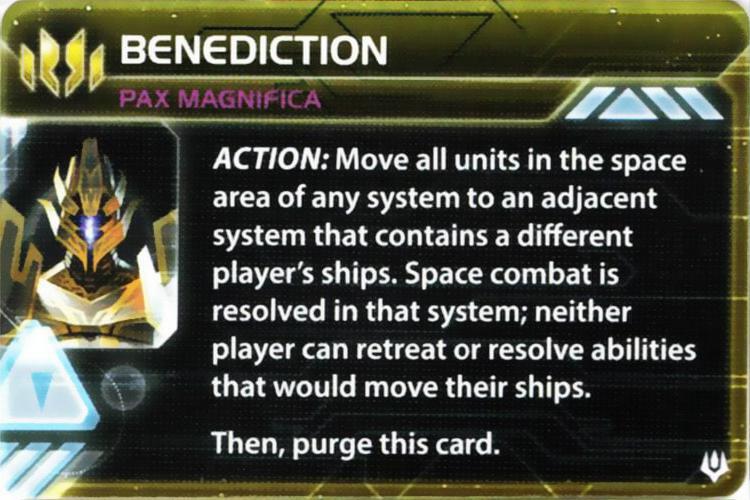 BENEDICTION
PAX MAGNIFICA
ACTION: Move all units in the space
area of any system to an adjacent
system that contains a different
player's ships. Space combat is
resolved in that system; neither
player can retreat or resolve abilities
that would move their ships.
Then, purge this card.